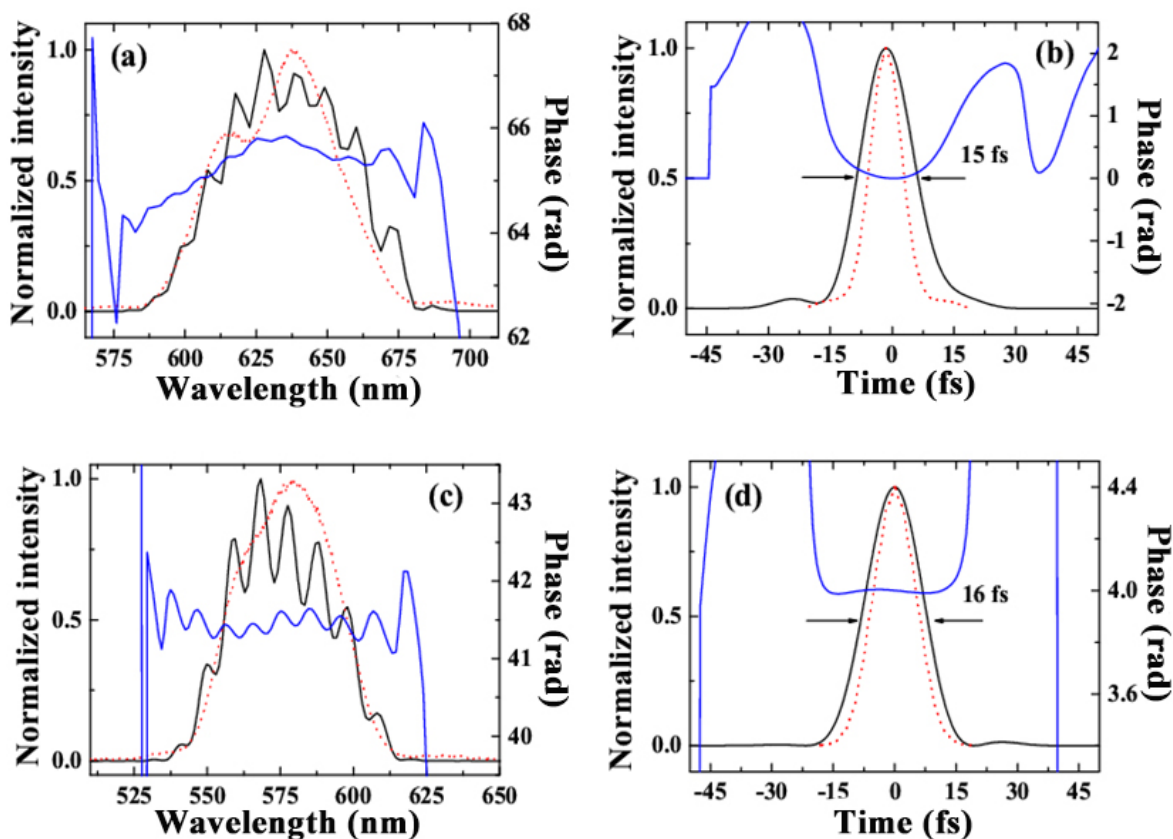 (a)
Normalized intensity
1.0
0.5
0.0
68
66
64
62
Phase (rad)
575 600 625 650 675 700
Wavelength (nm)
(b)
Normalized intensity
1.0
0.5
0.0
15 fs
2
1
0
-1
-2
Phase (rad)
-45 -30 -15 0 15 30 45
Time (fs)
(c)
Normalized intensity
1.0
0.5
0.0
43
42
41
40
Phase (rad)
525 550 575 600 625 650
Wavelength (nm)
(d)
Normalized intensity
1.0
0.5
0.0
16 fs
4.4
4.0
3.6
Phase (rad)
-45 -30 -15 0 15 30 45
Time (fs)